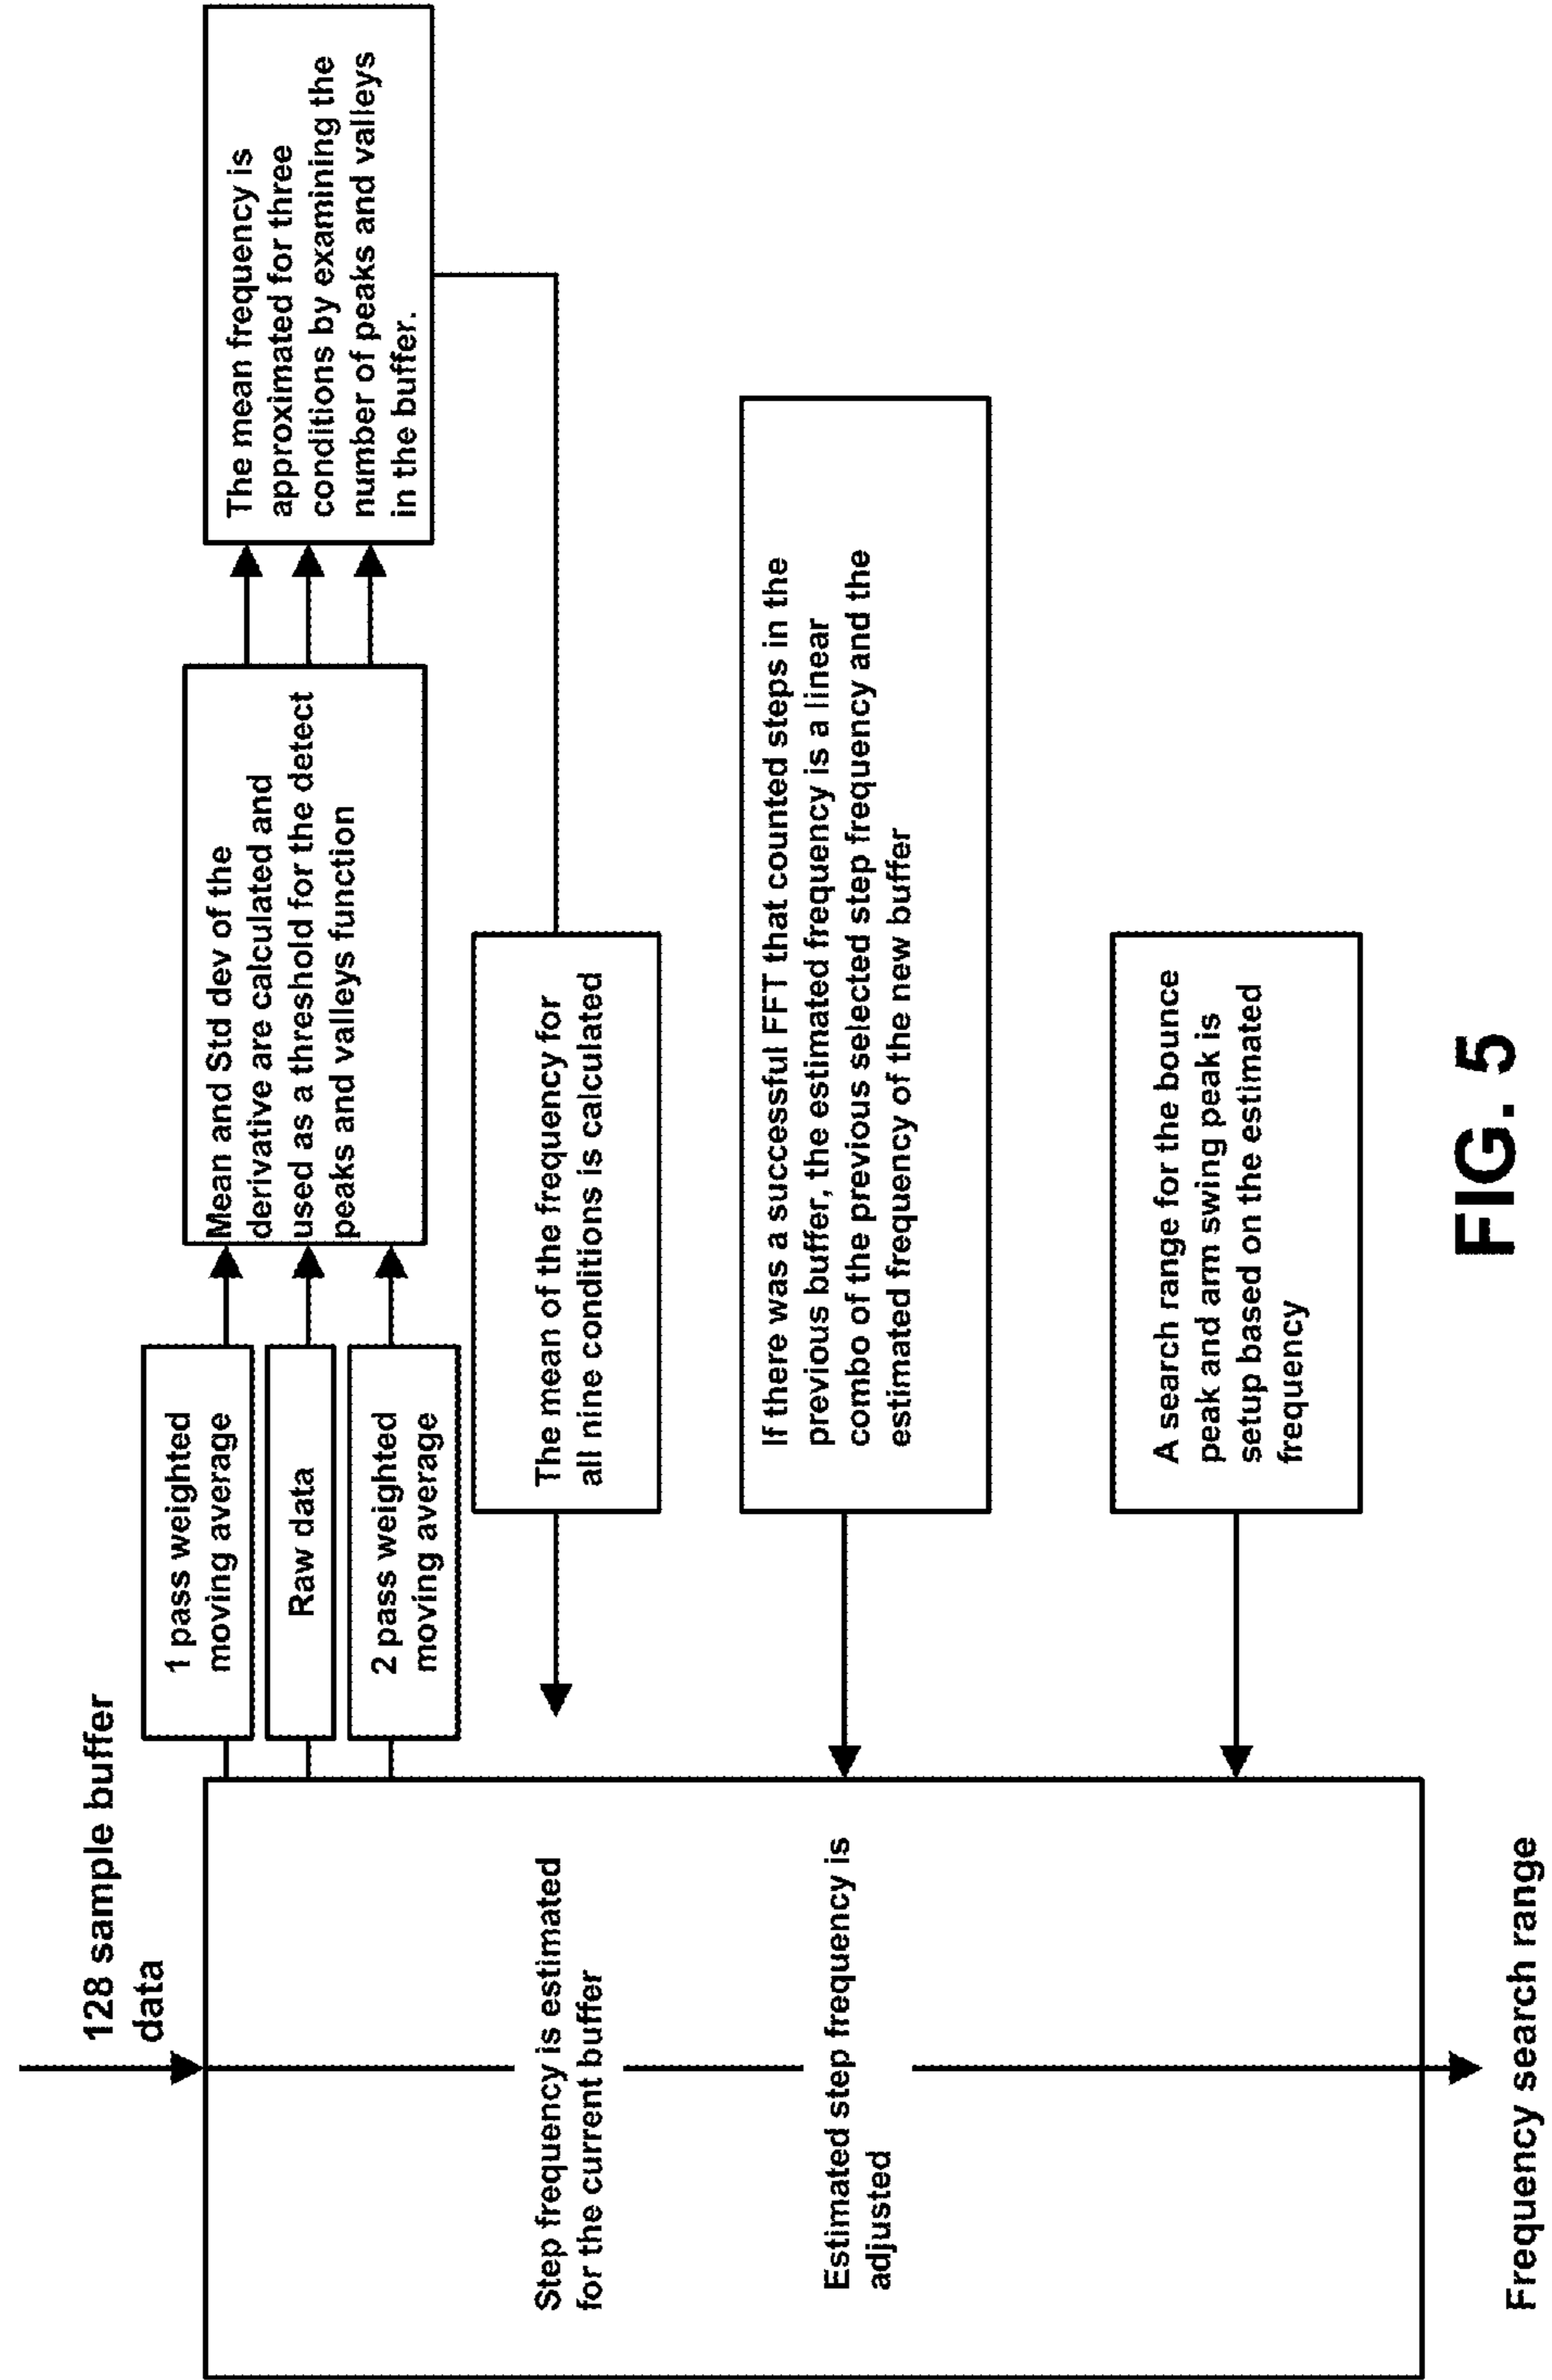 128 sample buffer
data
1 pass weighted
moving average
Raw data
2 pass weighted
moving average
Mean and Std dev of the
derivative are calculated and
used as a threshold for the detect
peaks and valleys function
The mean frequency is
approximated for three
conditions by examining the
number of peaks and valleys
in the buffer.
Step frequency is estimated
for the current buffer
The mean of the frequency for
all nine conditions is calculated
Estimated step frequency is
adjusted
If there was a successful FFT that counted steps in the
previous buffer, the estimated frequency is a linear
combo of the previous selected step frequency and the
estimated frequency of the new buffer
A search range for the bounce
peak and arm swing peak is
setup based on the estimated
frequency
Frequency search range
FIG. 5